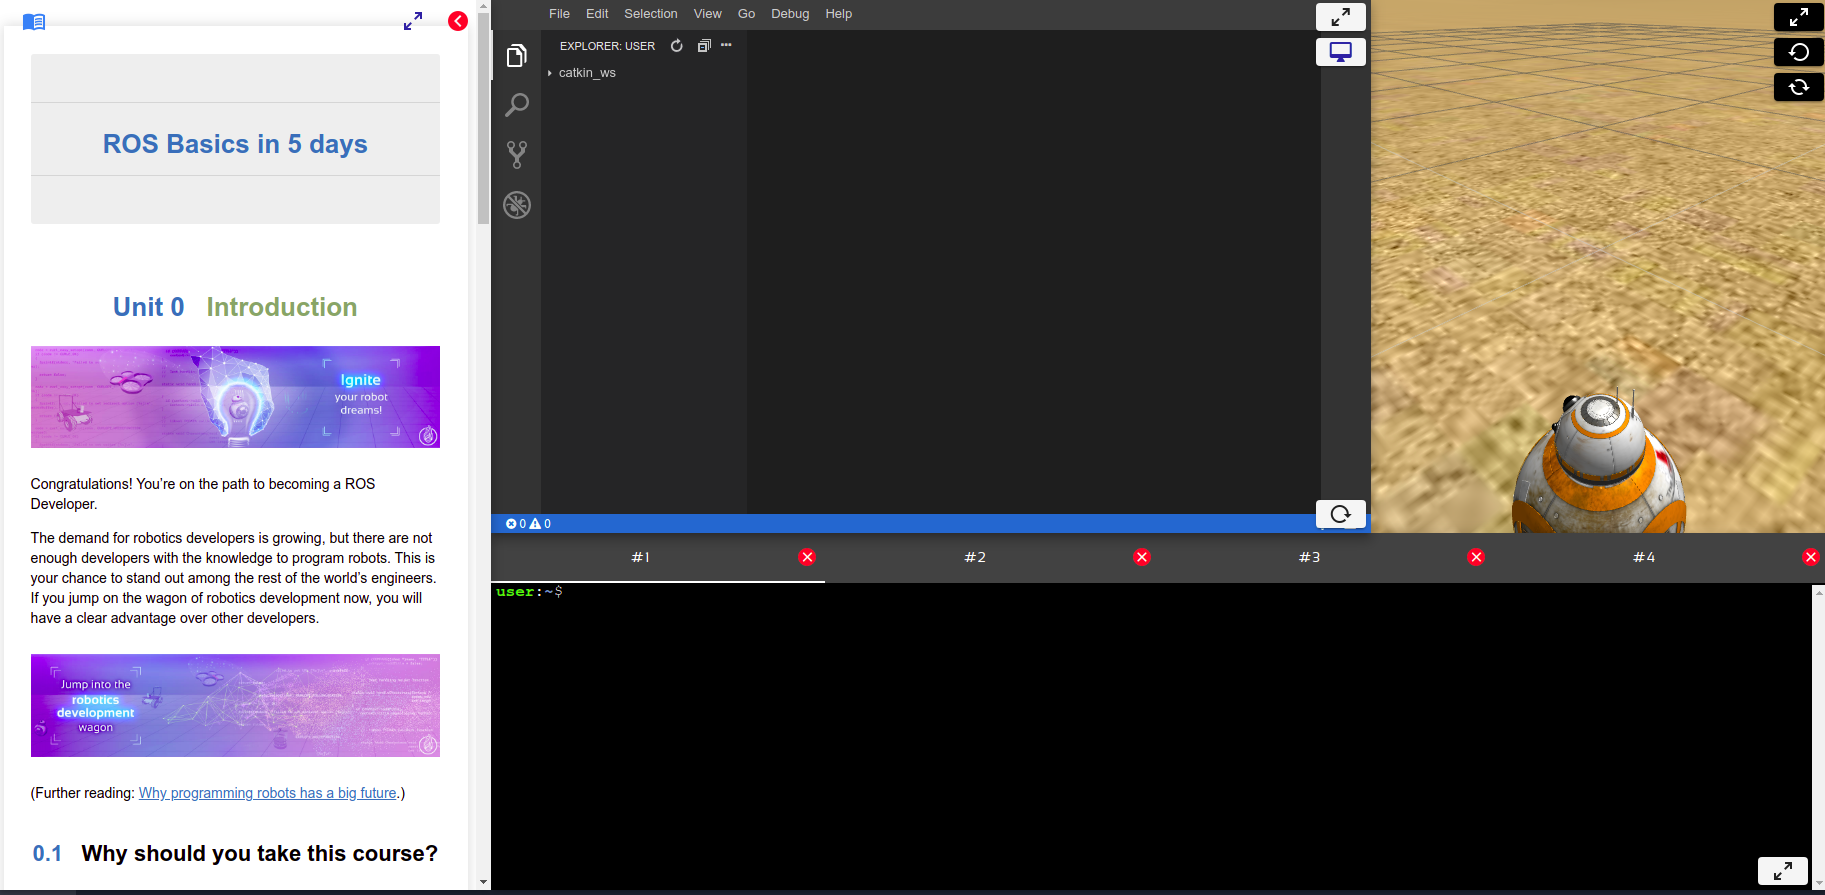 ROS Basics in 5 days
Unit 0 Introduction
Ignite
your robot
dreams!
Congratulations! You’re on the path to becoming a ROS
Developer.
The demand for robotics developers is growing, but there are not
enough developers with the knowledge to program robots. This is
your chance to stand out among the rest of the world’s engineers.
If you jump on the wagon of robotics development now, you will
have a clear advantage over other developers.
Jump into the
robotics
development
wagon
(Further reading: Why programming robots has a big future.)
0.1 Why should you take this course?
File Edit Selection View Go Debug Help
EXPLORER: USER
catkin_ws
0 0
#1 #2 #3 #4
user:~$